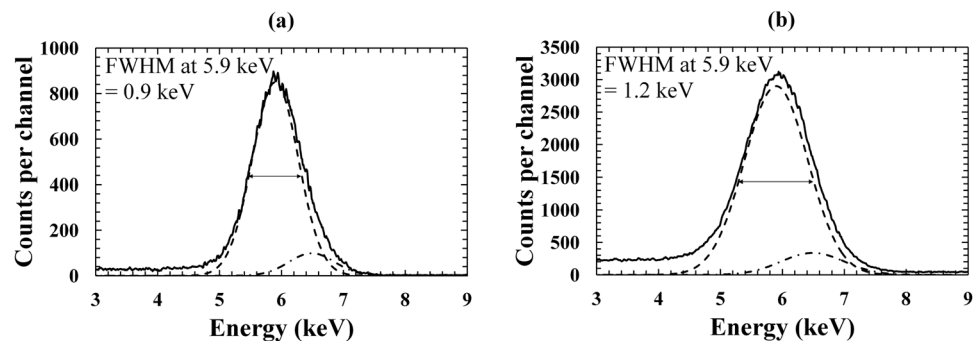 (a)
1000
800
600
400
200
0
3 4 5 6 7 8 9
Counts per channel
Energy (keV)
FWHM at 5.9 keV
= 0.9 keV
(b)
3500
3000
2500
2000
1500
1000
500
0
3 4 5 6 7 8 9
Counts per channel
Energy (keV)
FWHM at 5.9 keV
= 1.2 keV